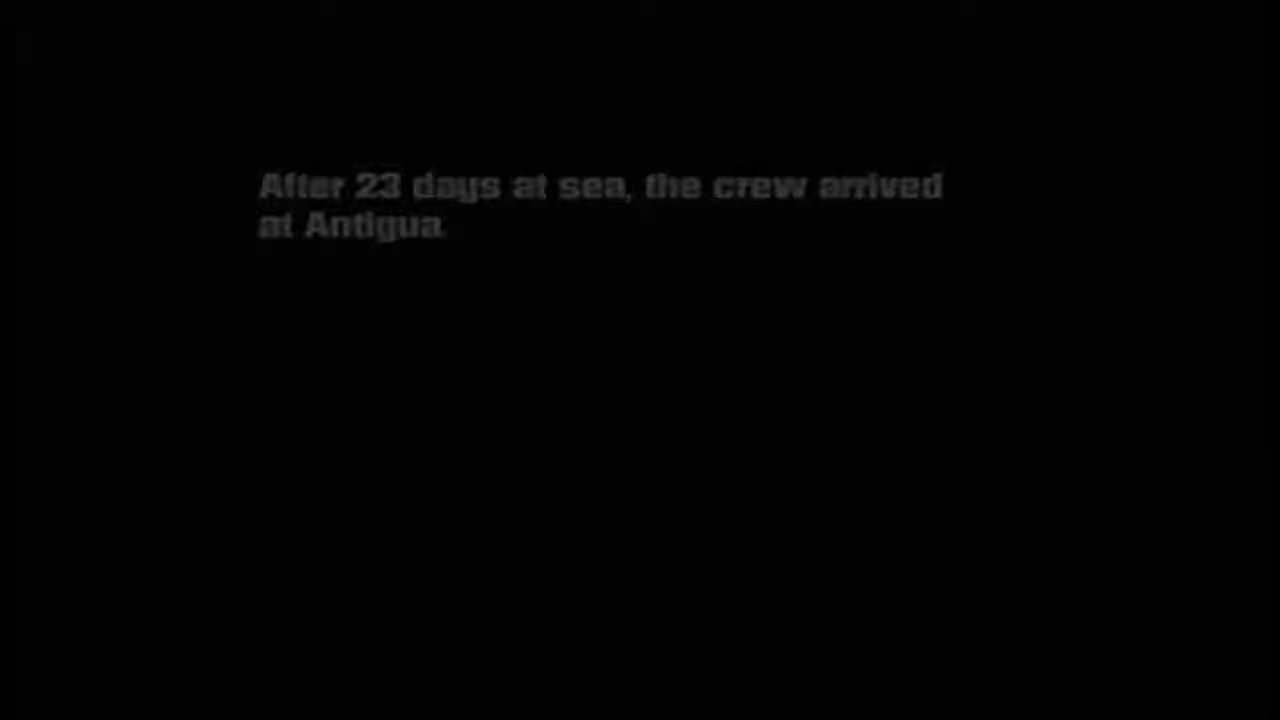 After 23 days at sea, the crew arrived
at Antigua.